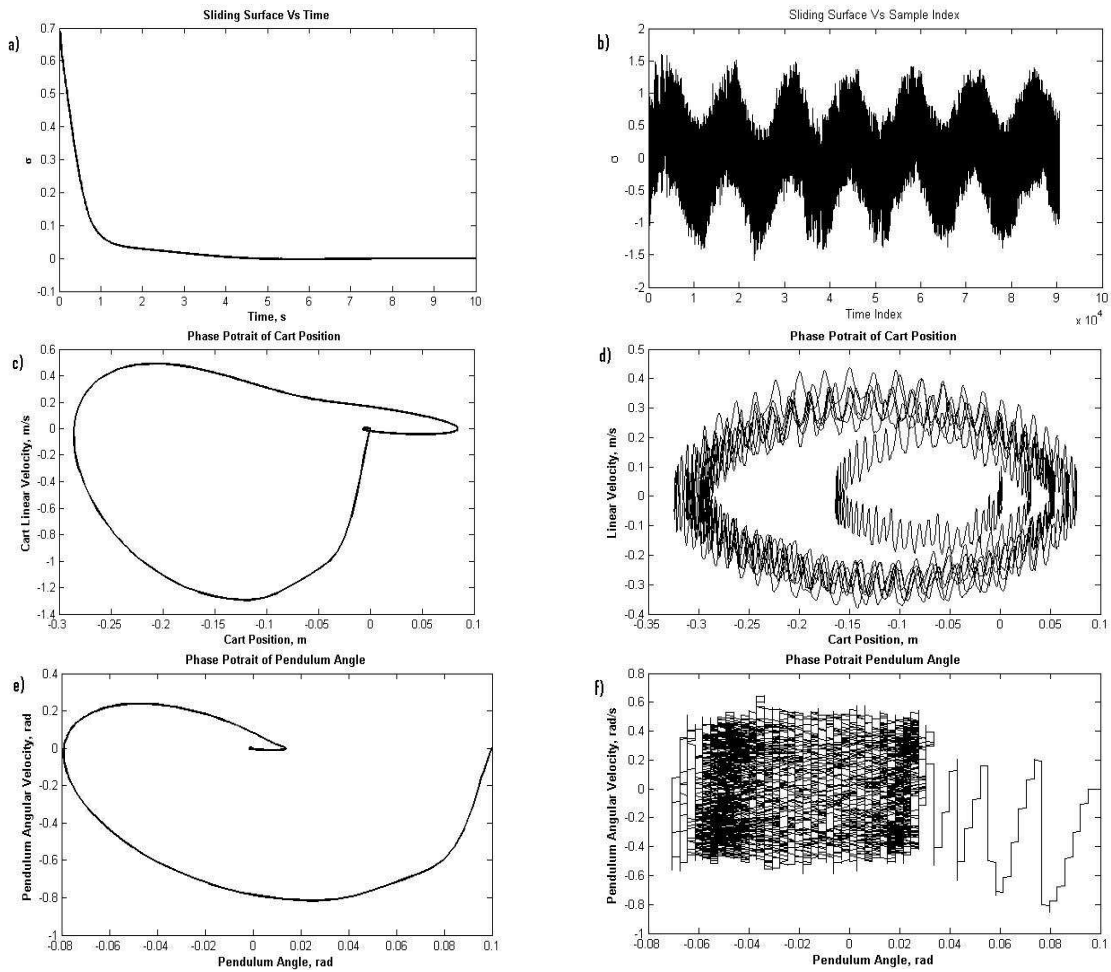 Sliding Surface Vs Time
a)
0.7
0.6
0.5
0.4
0.3
0.2
0.1
0
-0.1
σ
0 1 2 3 4 5 6 7 8 9 10
Time, s
Sliding Surface Vs Sample Index
b)
2
1.5
1
0.5
0
-0.5
-1
-1.5
-2
σ
0 1 2 3 4 5 6 7 8 9 10
Time Index
x 10^4
Phase Potrait of Cart Position
c)
0.6
0.4
0.2
0
-0.2
-0.4
-0.6
-0.8
-1
-1.2
-1.4
Cart Linear Velocity, m/s
-0.3 -0.25 -0.2 -0.15 -0.1 -0.05 0 0.05 0.1
Cart Position, m
Phase Potrait of Cart Position
d)
0.5
0.4
0.3
0.2
0.1
0
-0.1
-0.2
-0.3
-0.4
Linear Velocity, m/s
-0.35 -0.3 -0.25 -0.2 -0.15 -0.1 -0.05 0 0.05 0.1
Cart Position, m
Phase Potrait of Pendulum Angle
e)
0.4
0.2
0
-0.2
-0.4
-0.6
-0.8
-1
Pendulum Angular Velocity, rad
-0.08 -0.06 -0.04 -0.02 0 0.02 0.04 0.06 0.08 0.1
Pendulum Angle, rad
Phase Potrait Pendulum Angle
f)
0.8
0.6
0.4
0.2
0
-0.2
-0.4
-0.6
-0.8
-1
Pendulum Angular Velocity, rad/s
-0.08 -0.06 -0.04 -0.02 0 0.02 0.04 0.06 0.08 0.1
Pendulum Angle, rad